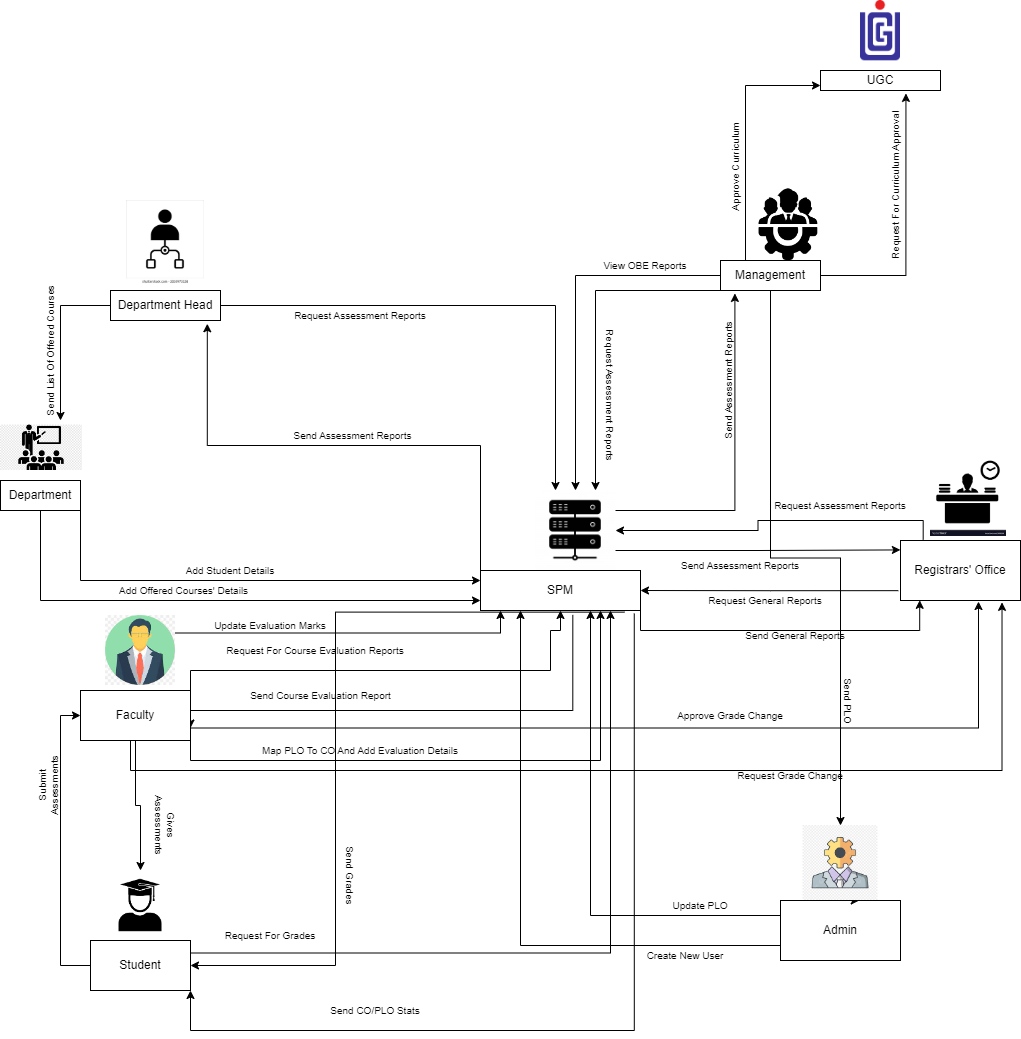 UGC
Approve Curriculum
Request For Curriculum Approval
Management
View OBE Reports
Department Head
Request Assessment Reports
Send List Of Offered Courses
Request Assessment Reports
Send Assessment Reports
Send Assessment Reports
Department
Request Assessment Reports
Send Assessment Reports
Registrars' Office
Add Student Details
SPM
Add Offered Courses' Details
Request General Reports
Update Evaluation Marks
Send General Reports
Request For Course Evaluation Reports
Send Course Evaluation Report
Send PLO
Faculty
Approve Grade Change
Map PLO To CO And Add Evaluation Details
Request Grade Change
Submit
Assessments
Gives
Assessments
Send Grades
Update PLO
Admin
Request For Grades
Create New User
Student
Send CO/PLO Stats